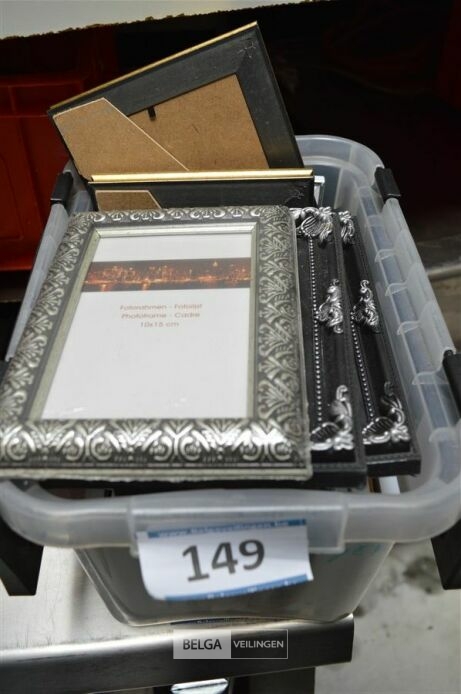 Fotorahmen - Fotolijst
Photoframe - Cadre
10x15 cm
149
BELGA VEILINGEN